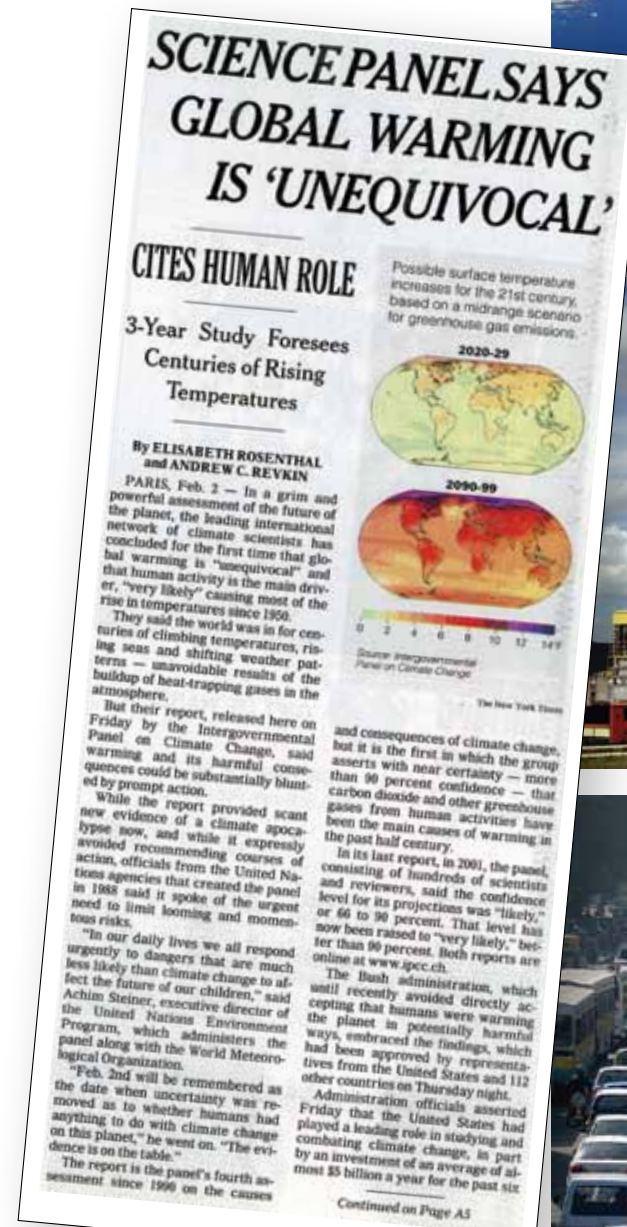 SCIENCE PANEL SAYS
GLOBAL WARMING
IS ‘UNEQUIVOCAL’
CITES HUMAN ROLE
3-Year Study Foresees
Centuries of Rising
Temperatures
By ELISABETH ROSENTHAL
and ANDREW C. REVKIN
PARIS, Feb. 2 — In a grim and
powerful assessment of the future of
the planet, the leading international
network of climate scientists has
concluded for the first time that glo-
bal warming is “unequivocal” and
that human activity is the main driv-
er, “very likely” causing most of the
rise in temperatures since 1950.
They said the world was in for cen-
turies of climbing temperatures, ris-
ing seas and shifting weather pat-
terns — unavoidable results of the
buildup of heat-trapping gases in the
atmosphere.
But their report, released here on
Friday by the Intergovernmental
Panel on Climate Change, said
warming and its harmful conse-
quences could be substantially blunt-
ed by prompt action.
While the report provided scant
new evidence of a climate apoca-
lypse now, and while it expressly
avoided recommending courses of
action, officials from the United Na-
tions agencies that created the panel
in 1988 said it spoke of the urgent
need to limit looming and momen-
tous risks.
“In our daily lives we all respond
urgently to dangers that are much
less likely than climate change to af-
fect the future of our children,” said
Achim Steiner, executive director of
the United Nations Environment
Program, which administers the
panel along with the World Meteoro-
logical Organization.
“Feb. 2nd will be remembered as
the date when uncertainty was re-
moved as to whether humans had
anything to do with climate change
on this planet,” he went on. “The evi-
dence is on the table.”
The report is the panel’s fourth as-
sessment since 1990 on the causes
Possible surface temperature
increases for the 21st century,
based on a midrange scenario
for greenhouse gas emissions.
2020-29
2090-99
0 2 4 6 8 10 12 14°F
Source: Intergovernmental
Panel on Climate Change
The New York Times
and consequences of climate change,
but it is the first in which the group
asserts with near certainty — more
than 90 percent confidence — that
carbon dioxide and other greenhouse
gases from human activities have
been the main causes of warming in
the past half century.
In its last report, in 2001, the panel,
consisting of hundreds of scientists
and reviewers, said the confidence
level for its projections was “likely,”
or 66 to 90 percent. That level has
now been raised to “very likely,” bet-
ter than 90 percent. Both reports are
online at www.ipcc.ch.
The Bush administration, which
until recently avoided directly ac-
cepting that humans were warming
the planet in potentially harmful
ways, embraced the findings, which
had been approved by representa-
tives from the United States and 112
other countries on Thursday night.
Administration officials asserted
Friday that the United States had
played a leading role in studying and
combating climate change, in part
by an investment of an average of al-
most $5 billion a year for the past six
Continued on Page A5